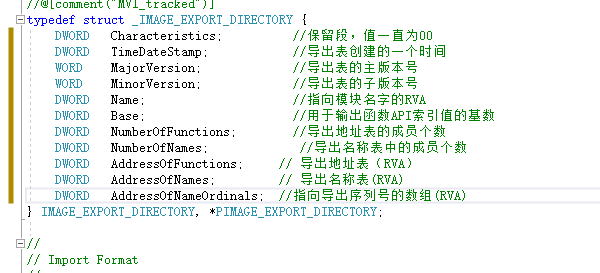 //@[comment("MVI_tracked")]
typedef struct _IMAGE_EXPORT_DIRECTORY {
DWORD Characteristics; //保留段，值一直为00
DWORD TimeDateStamp; //导出表创建的一个时间
WORD MajorVersion; //导出表的主版本号
WORD MinorVersion; //导出表的子版本号
DWORD Name; //指向模块名字的RVA
DWORD Base; //用于输出函数API索引值的基数
DWORD NumberOfFunctions; //导出地址表的成员个数
DWORD NumberOfNames; //导出名称表中的成员个数
DWORD AddressOfFunctions; // 导出地址表（RVA）
DWORD AddressOfNames; // 导出名称表(RVA)
DWORD AddressOfNameOrdinals; //指向导出序列号的数组(RVA)
} IMAGE_EXPORT_DIRECTORY, *PIMAGE_EXPORT_DIRECTORY;
//
// Import Format
//